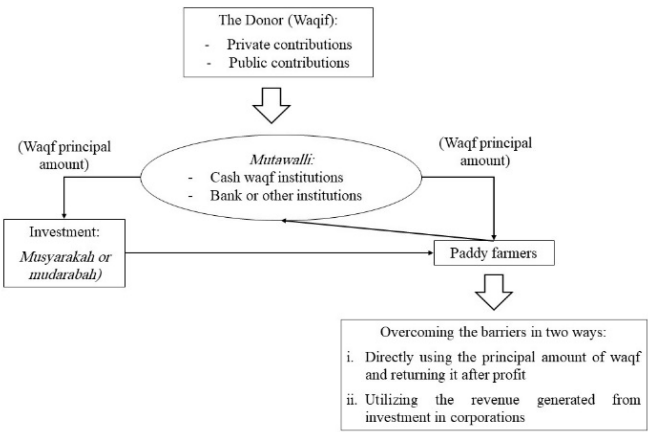 The Donor (Waqif):
- Private contributions
- Public contributions
(Waqf principal
amount)
(Waqf principal
amount)
Mutawalli:
- Cash waqf institutions
- Bank or other institutions
Investment:
Musyarakah or
mudarabah)
Paddy farmers
Overcoming the barriers in two ways:
i. Directly using the principal amount of waqf
and returning it after profit
ii. Utilizing the revenue generated from
investment in corporations